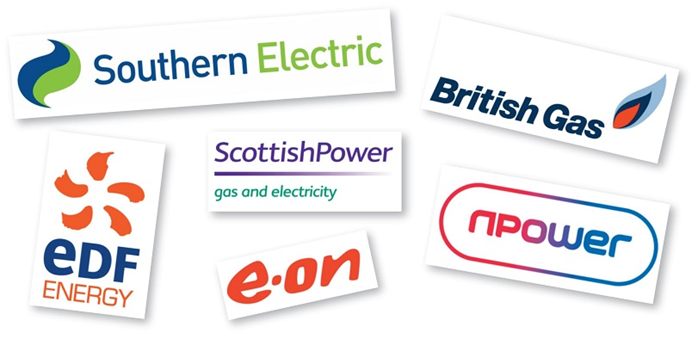 Southern Electric
British Gas
ScottishPower
gas and electricity
eDF
ENERGY
e·on
npower